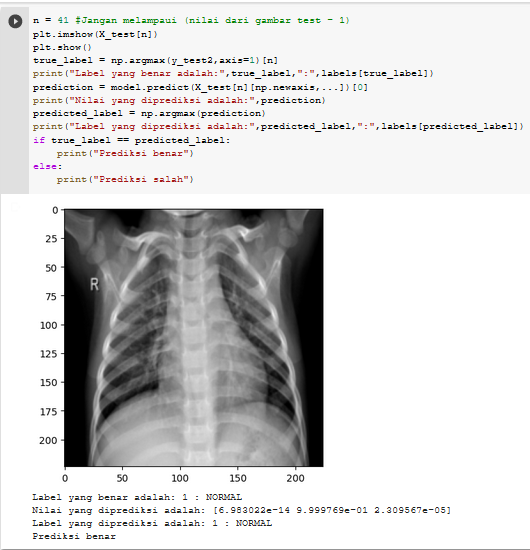 n = 41 #Jangan melampaui (nilai dari gambar test - 1)
plt.imshow(X_test[n])
plt.show()
true_label = np.argmax(y_test2,axis=1)[n]
print("Label yang benar adalah:",true_label,":",labels[true_label])
prediction = model.predict(X_test[n][np.newaxis,...])[0]
print("Nilai yang diprediksi adalah:",prediction)
predicted_label = np.argmax(prediction)
print("Label yang diprediksi adalah:",predicted_label,":",labels[predicted_label])
if true_label == predicted_label:
    print("Prediksi benar")
else:
    print("Prediksi salah")
0
25
50
R
75
100
125
150
175
200
0 50 100 150 200
Label yang benar adalah: 1 : NORMAL
Nilai yang diprediksi adalah: [6.983022e-14 9.999769e-01 2.309567e-05]
Label yang diprediksi adalah: 1 : NORMAL
Prediksi benar